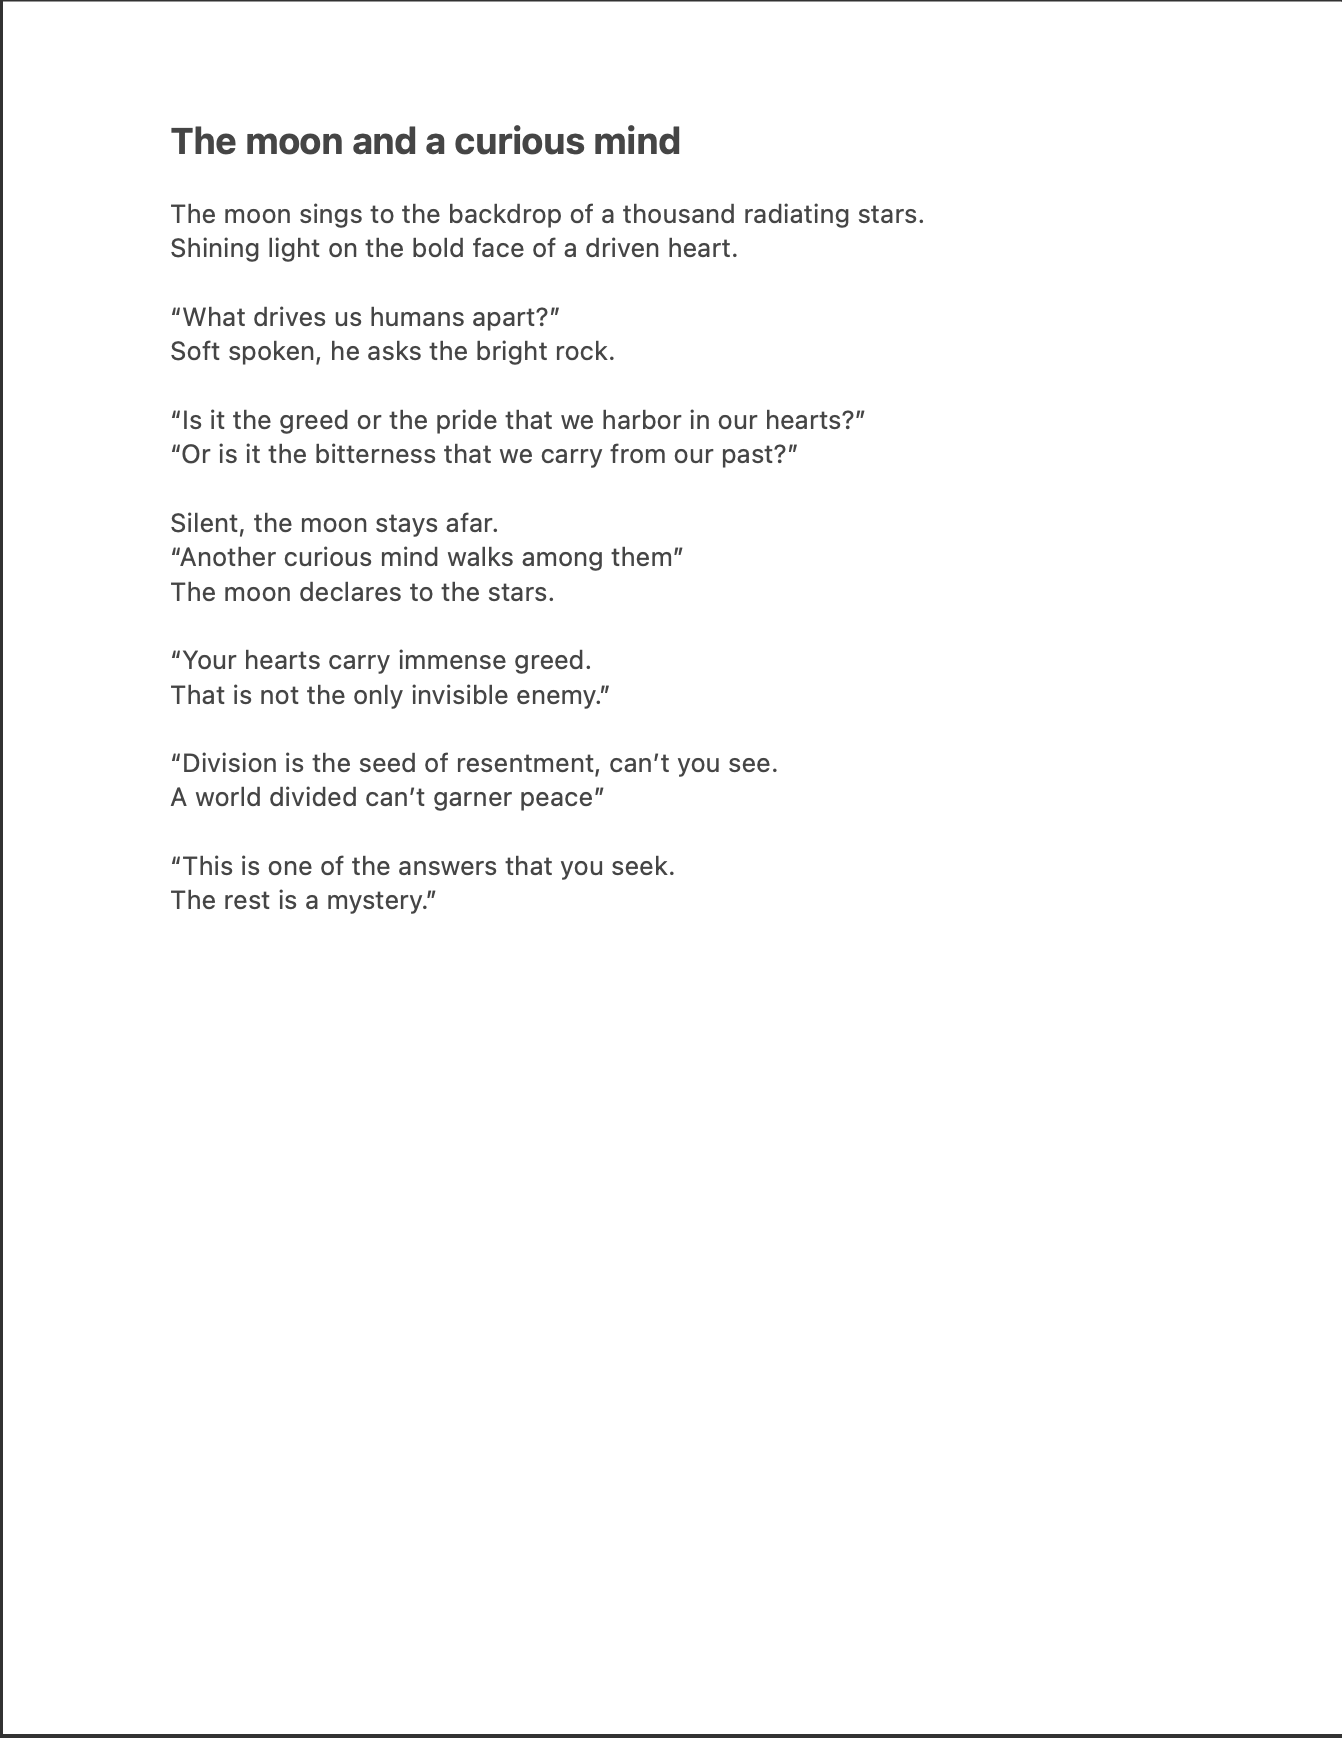 The moon and a curious mind
The moon sings to the backdrop of a thousand radiating stars.
Shining light on the bold face of a driven heart.
“What drives us humans apart?”
Soft spoken, he asks the bright rock.
“Is it the greed or the pride that we harbor in our hearts?”
“Or is it the bitterness that we carry from our past?”
Silent, the moon stays afar.
“Another curious mind walks among them”
The moon declares to the stars.
“Your hearts carry immense greed.
That is not the only invisible enemy.”
“Division is the seed of resentment, can’t you see.
A world divided can’t garner peace”
“This is one of the answers that you seek.
The rest is a mystery.”